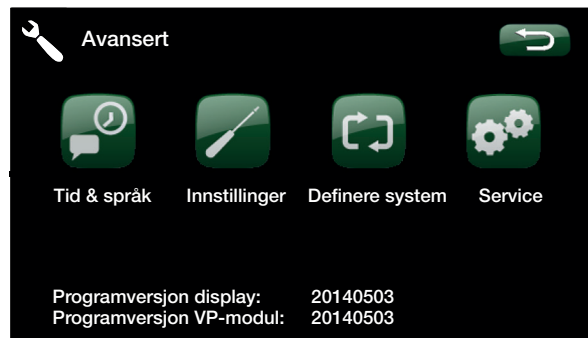 Avansert
Tid & språk Innstillinger Definere system Service
Programversjon display: 20140503
Programversjon VP-modul: 20140503